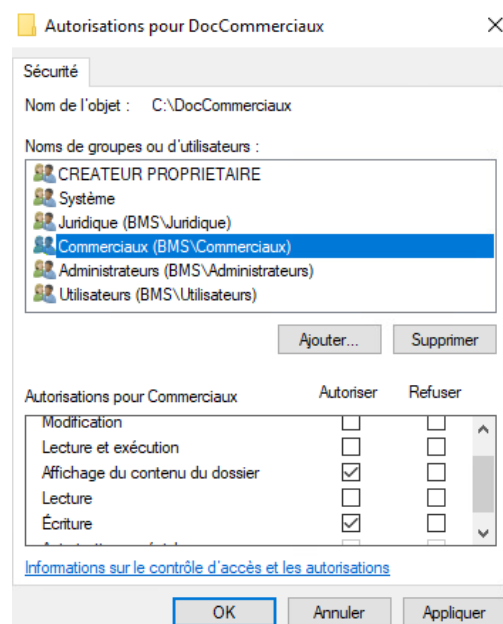 Autorisations pour DocCommerciaux
Sécurité
Nom de l'objet : C:\DocCommerciaux
Noms de groupes ou d'utilisateurs :
CREATEUR PROPRIETAIRE
Système
Juridique (BMS\Juridique)
Commerciaux (BMS\Commerciaux)
Administrateurs (BMS\Administrateurs)
Utilisateurs (BMS\Utilisateurs)
Ajouter... Supprimer
Autorisations pour Commerciaux Autoriser Refuser
Modification
Lecture et exécution
Affichage du contenu du dossier
Lecture
Écriture
Informations sur le contrôle d'accès et les autorisations
OK Annuler Appliquer